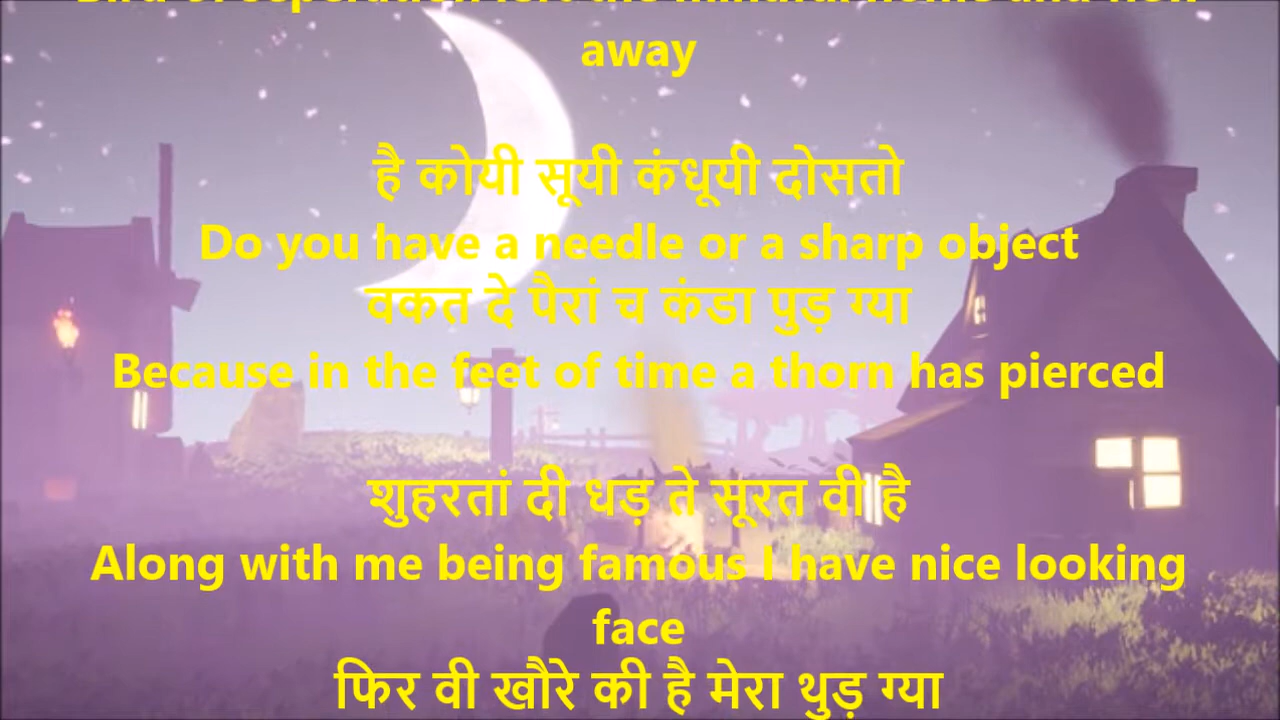 away
है कोयी सूयी कंधूयी दोसतो
Do you have a needle or a sharp object
वकत दे पैरां च कंडा पुड़ ग्या
Because in the feet of time a thorn has pierced
शुहरतां दी धड़ ते सूरत वी है
Along with me being famous I have nice looking
face
फिर वी खौरे की है मेरा थुड़ ग्या